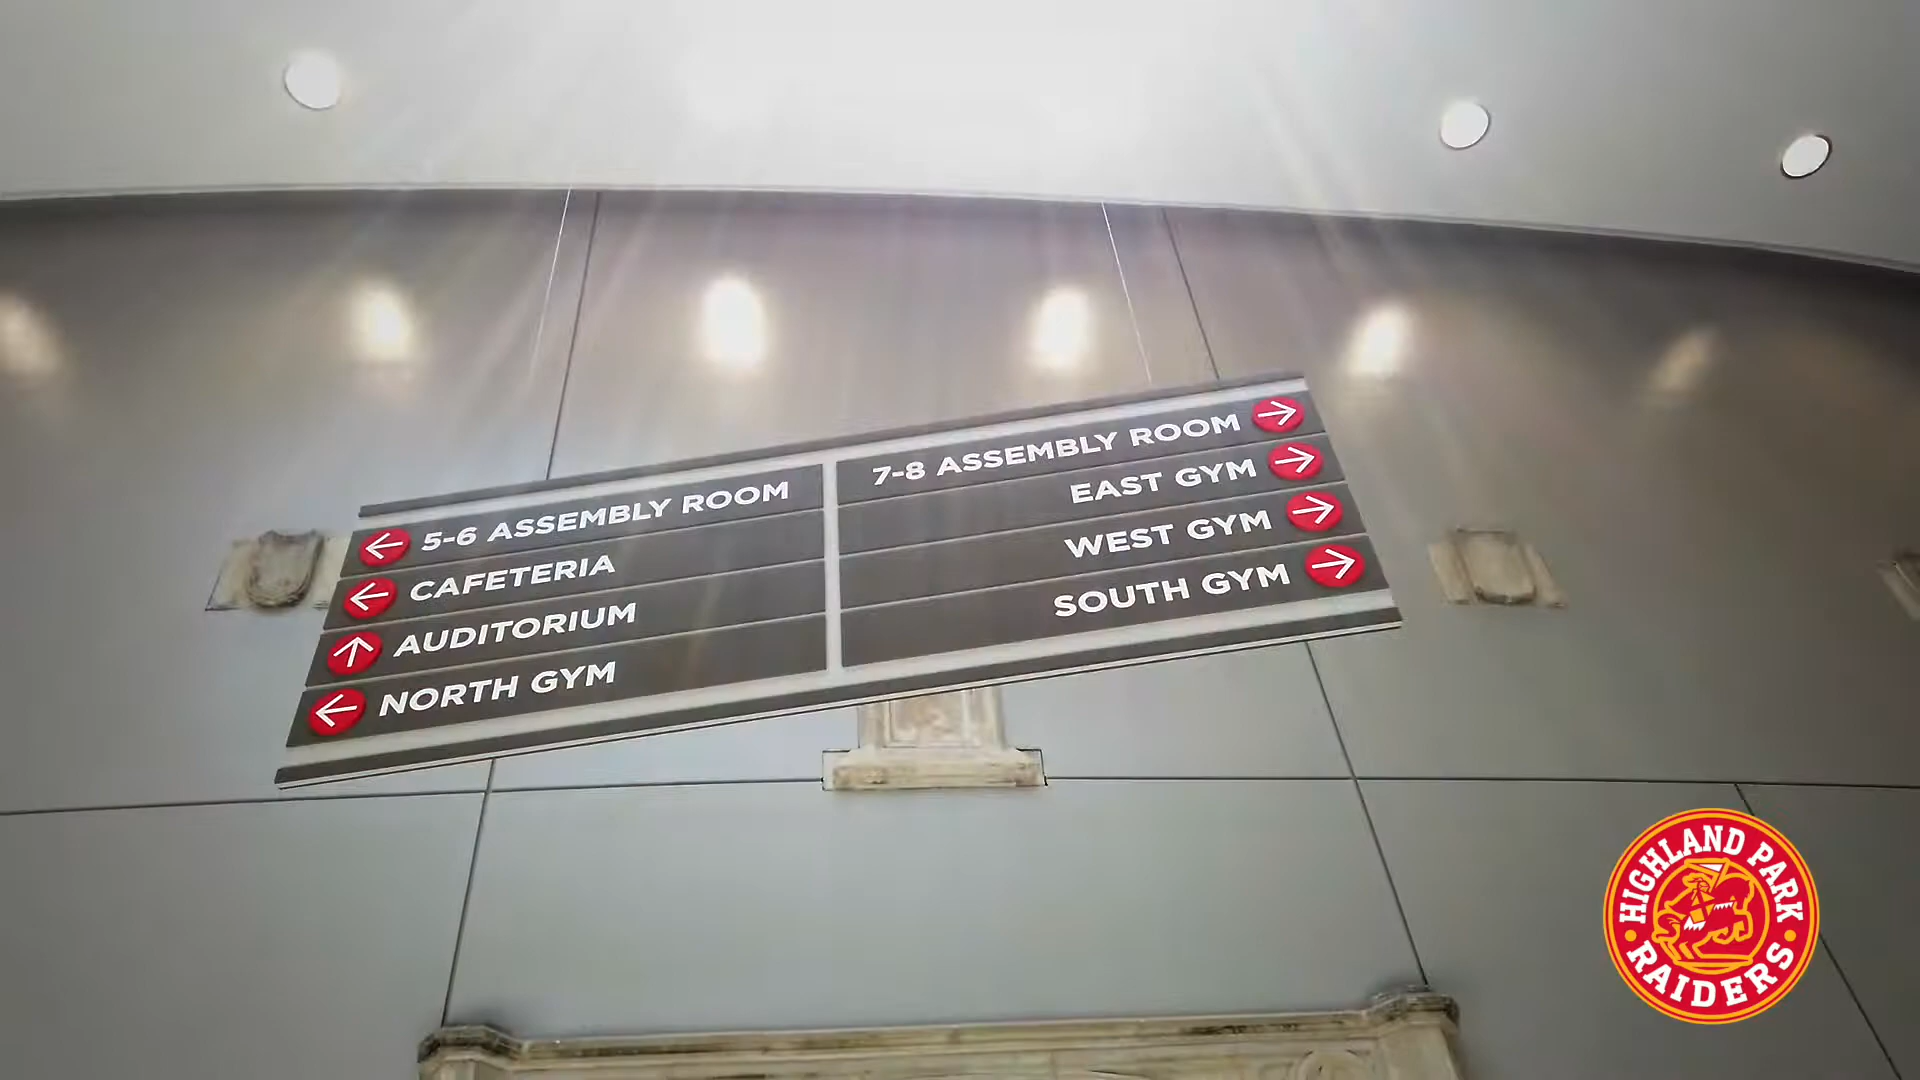 5-6 ASSEMBLY ROOM
CAFETERIA
AUDITORIUM
NORTH GYM
7-8 ASSEMBLY ROOM
EAST GYM
WEST GYM
SOUTH GYM
HIGHLAND PARK
RAIDERS